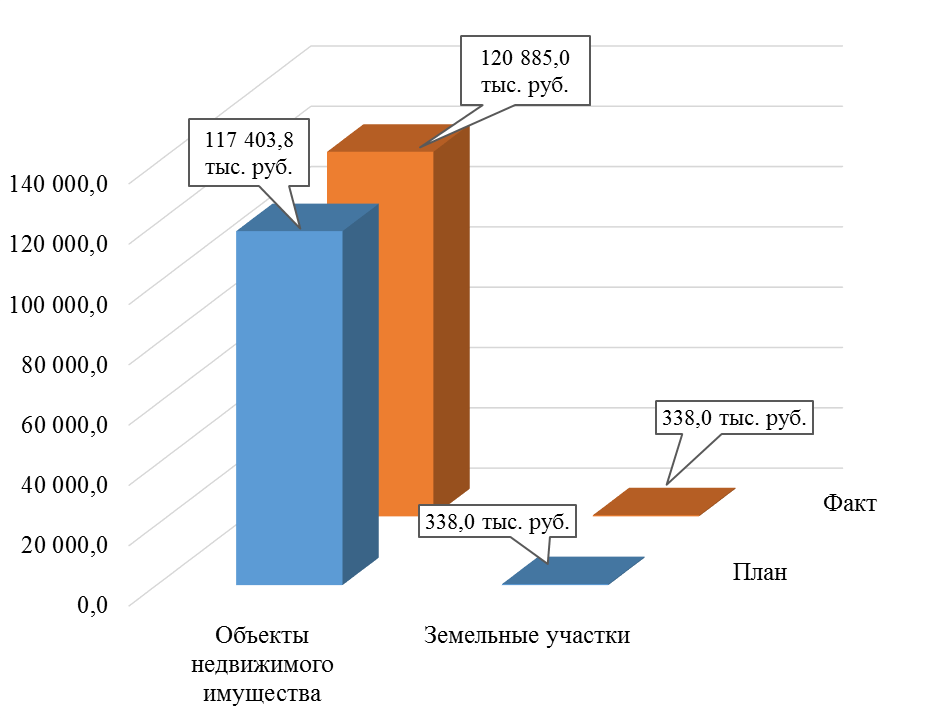 120 885,0
тыс. руб.
117 403,8
тыс. руб.
140 000,0
120 000,0
100 000,0
80 000,0
60 000,0
40 000,0
20 000,0
0,0
338,0 тыс. руб.
338,0 тыс. руб.
Факт
План
Объекты
недвижимого
имущества
Земельные участки